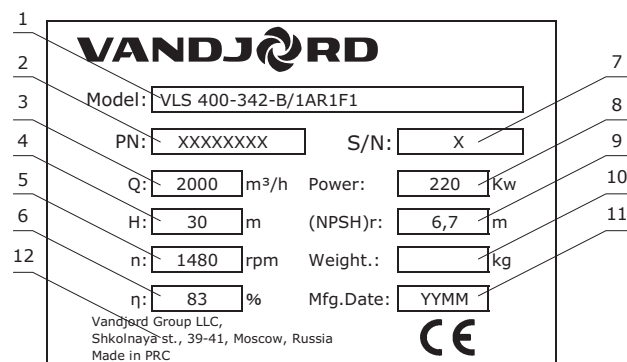 1
VANDJORD
2
7
Model: VLS 400-342-B/1AR1F1
3
8
PN: XXXXXXXX S/N: X
4
9
Q: 2000 m³/h Power: 220 Kw
5
10
H: 30 m (NPSH)r: 6,7 m
6
11
n: 1480 rpm Weight.: kg
12
η: 83 % Mfg.Date: YYMM
Vandjord Group LLC,
Shkolnaya st., 39-41, Moscow, Russia
Made in PRC
CE